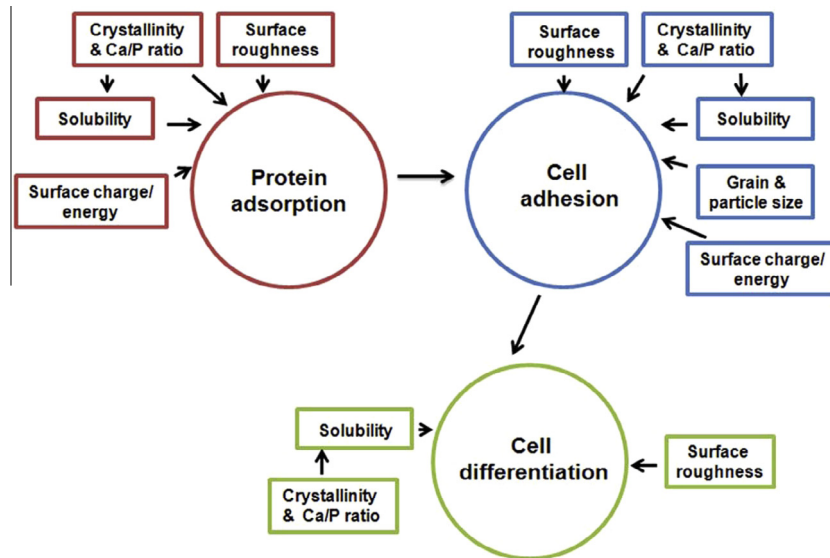 Crystallinity
& Ca/P ratio
Surface
roughness
Solubility
Surface charge/
energy
Protein
adsorption
Surface
roughness
Crystallinity
& Ca/P ratio
Solubility
Grain &
particle size
Surface charge/
energy
Cell
adhesion
Solubility
Crystallinity
& Ca/P ratio
Cell
differentiation
Surface
roughness